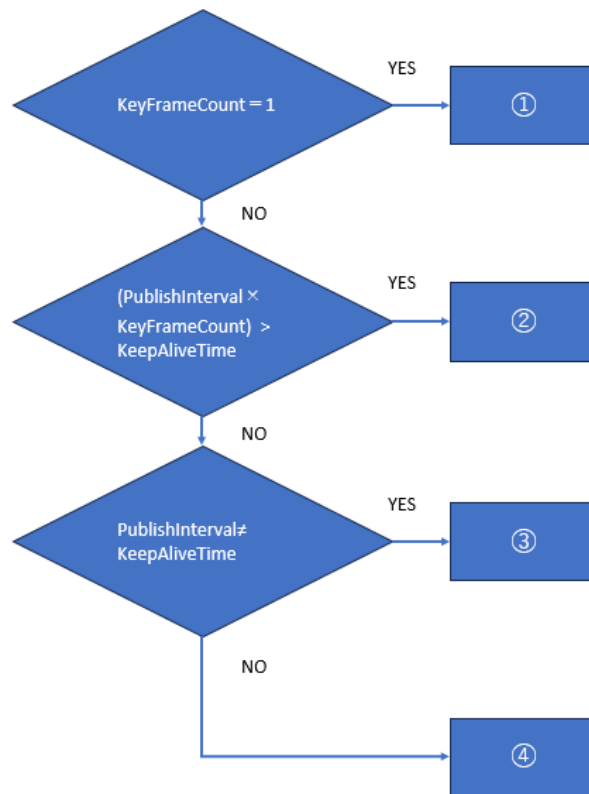 KeyFrameCount＝1
YES
①
NO
(PublishInterval ×
KeyFrameCount) >
KeepAliveTime
YES
②
NO
PublishInterval≠
KeepAliveTime
YES
③
NO
④